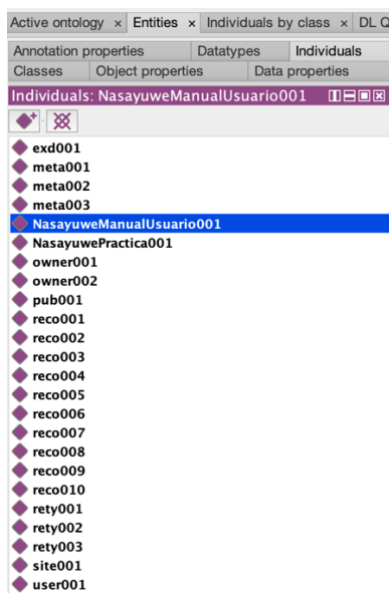 Active ontology × Entities × Individuals by class × DL Q
Annotation properties Datatypes Individuals
Classes Object properties Data properties
Individuals: NasayuweManualUsuario001
exd001
meta001
meta002
meta003
NasayuweManualUsuario001
NasayuwePractica001
owner001
owner002
pub001
reco001
reco002
reco003
reco004
reco005
reco006
reco007
reco008
reco009
reco010
rety001
rety002
rety003
site001
user001